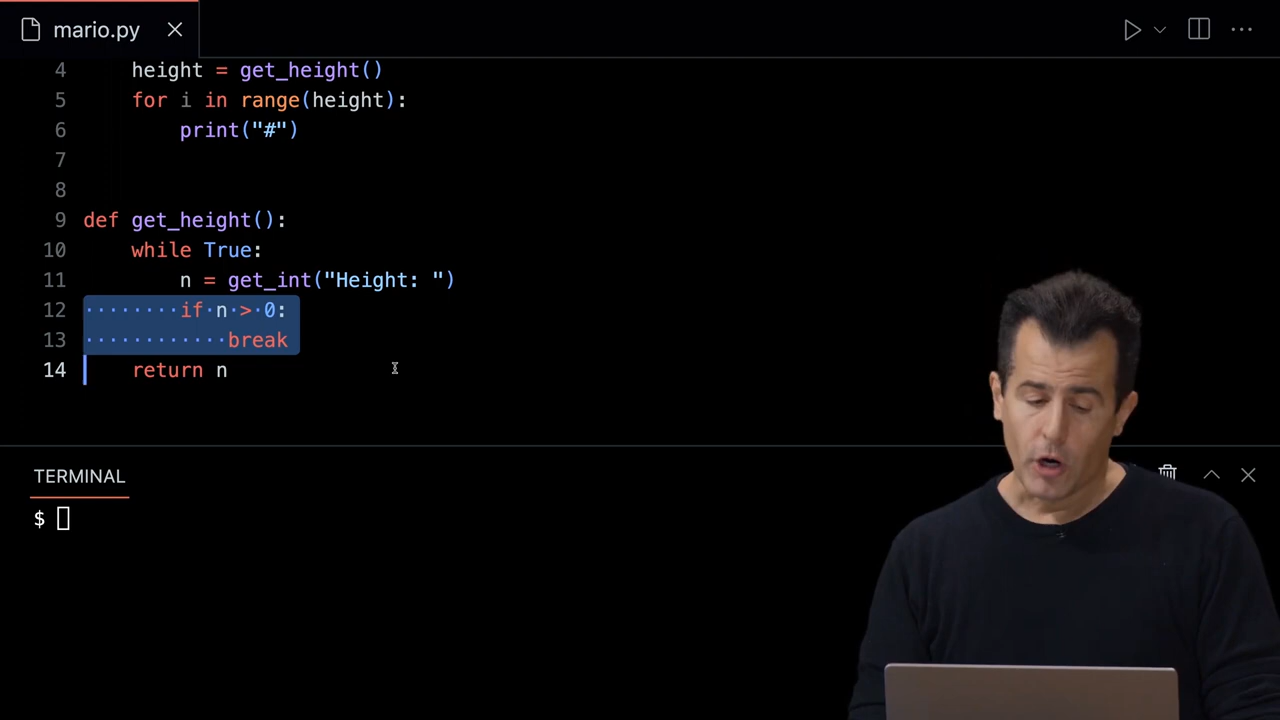 mario.py
4 height = get_height()
5 for i in range(height):
6 print("#")
7
8
9 def get_height():
10 while True:
11 n = get_int("Height: ")
12 if n > 0:
13 break
14 return n
TERMINAL
$